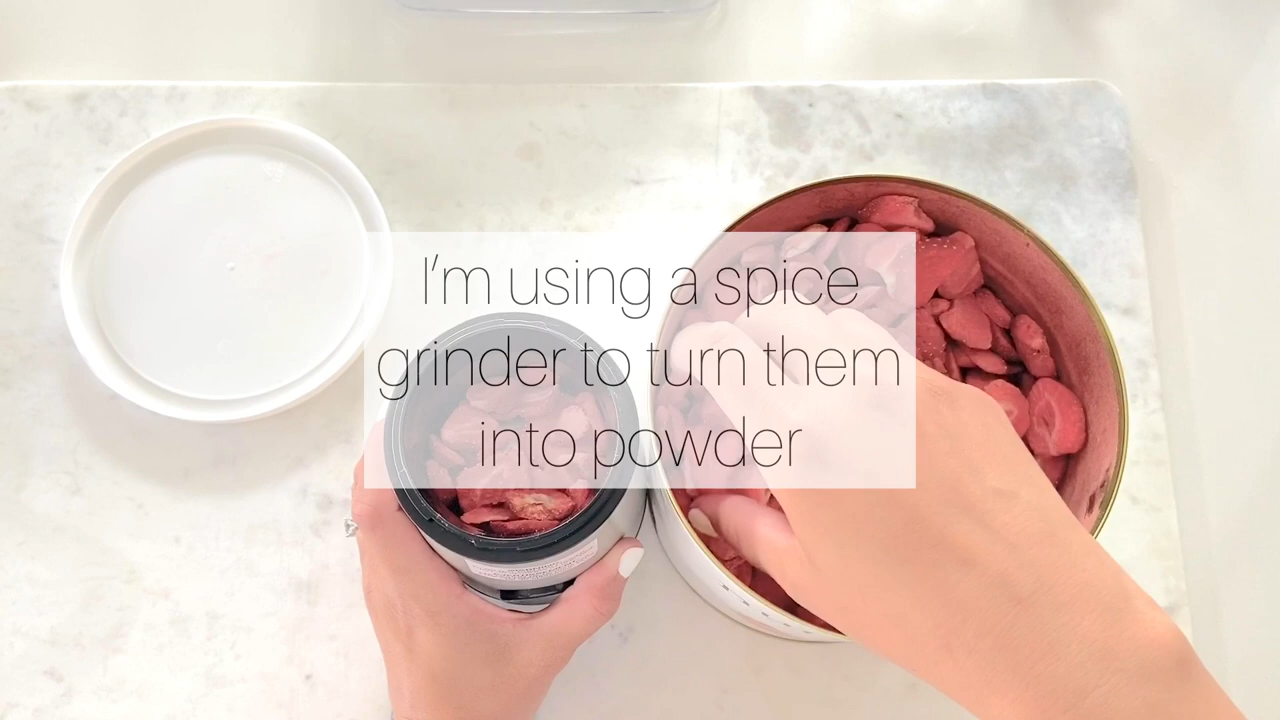 I'm using a spice
grinder to turn them
into powder